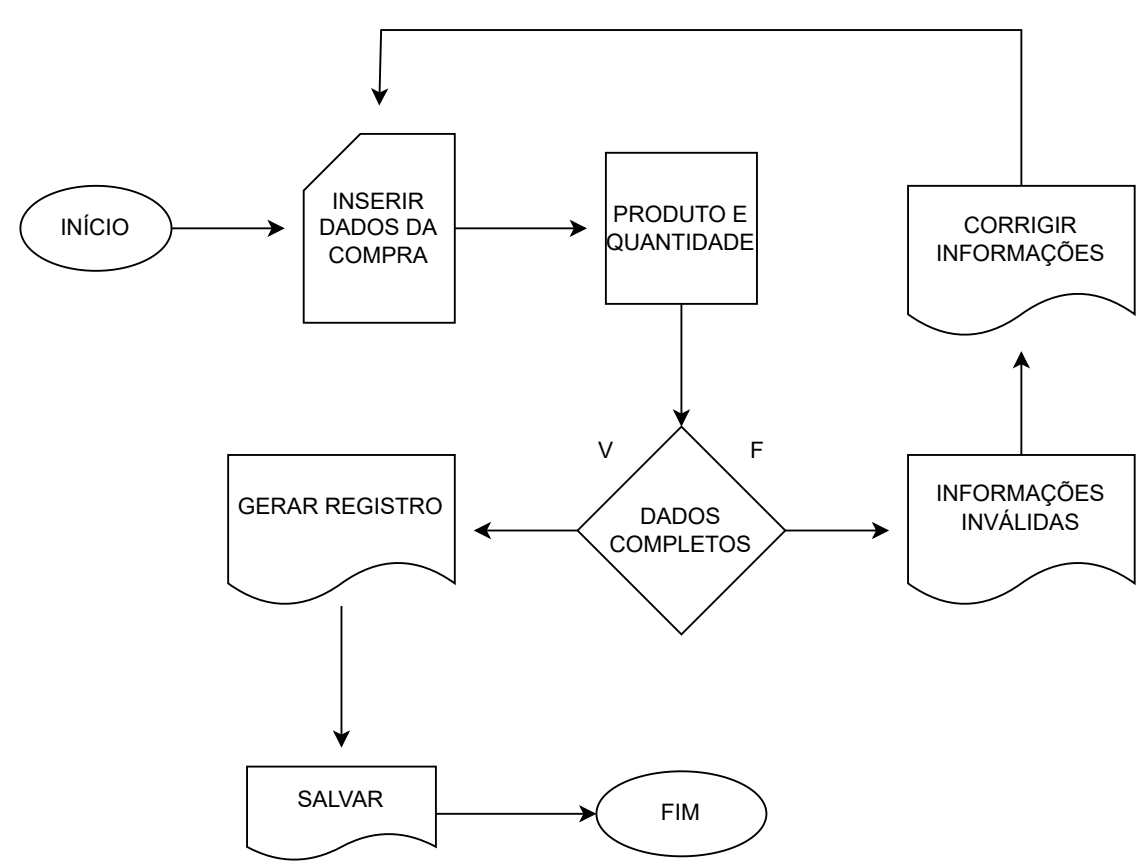 INÍCIO
INSERIR
DADOS DA
COMPRA
PRODUTO E
QUANTIDADE
CORRIGIR
INFORMAÇÕES
V
F
GERAR REGISTRO
DADOS
COMPLETOS
INFORMAÇÕES
INVÁLIDAS
SALVAR
FIM